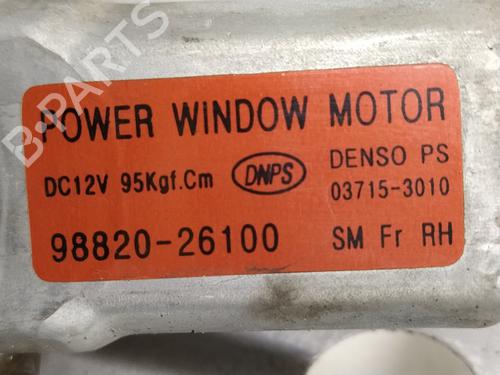 B-PARTS
POWER WiNDOW MOTOR
DC12V 95Kgf.Cm DNPS DENSO PS
03715-3010
98820-26100 SM Fr RH